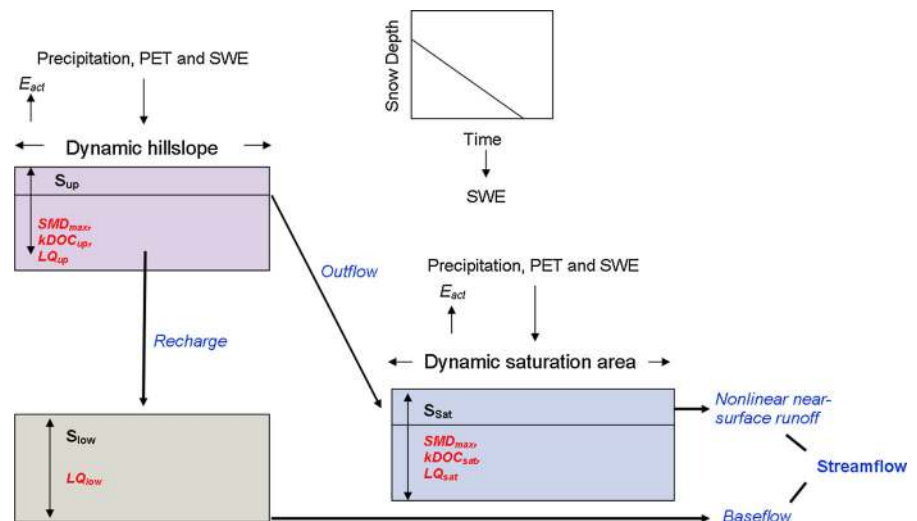 Precipitation, PET and SWE
E_act
Dynamic hillslope
S_up
SMD_max,
kDOC_up,
LQ_up
Recharge
S_low
LQ_low
Snow Depth
Time
SWE
Outflow
Precipitation, PET and SWE
E_act
Dynamic saturation area
S_Sat
SMD_max,
kDOC_sat,
LQ_sat
Nonlinear near-
surface runoff
Streamflow
Baseflow